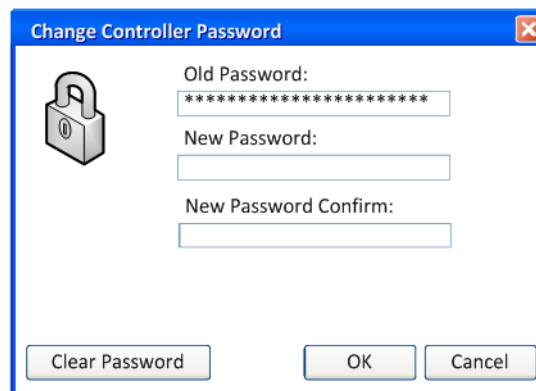 Change Controller Password
Old Password:
***********************
New Password:
New Password Confirm:
Clear Password
OK
Cancel